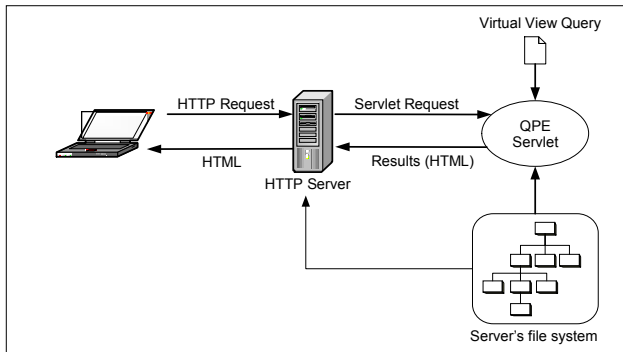 Virtual View Query
HTTP Request
Servlet Request
QPE
Servlet
HTML
Results (HTML)
HTTP Server
Server's file system